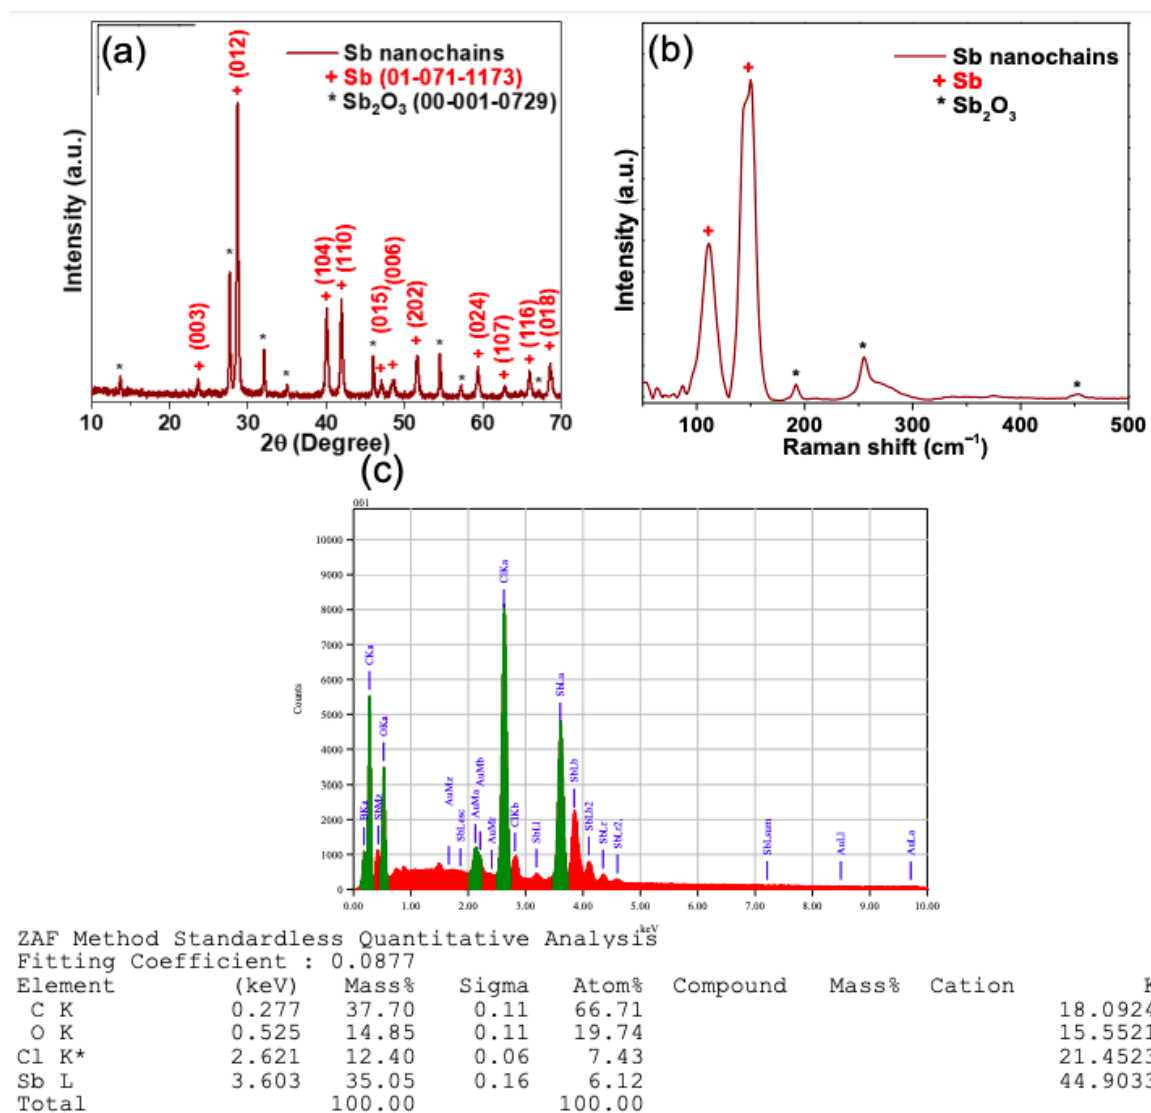 (a)
Sb nanochains
+ Sb (01-071-1173)
* Sb₂O₃ (00-001-0729)
Intensity (a.u.)
(003)
*
(012)
*
*
(104)
(110)
*
(015)
(006)
(202)
*
*
(024)
(107)
(116)
*
(018)
10 20 30 40 50 60 70
2θ (Degree)
(b)
Sb nanochains
+ Sb
* Sb₂O₃
Intensity (a.u.)
100 200 300 400 500
Raman shift (cm⁻¹)
(c)
001
Counts
10000
9000
8000
7000
6000
5000
4000
3000
2000
1000
0
BKa
CKa
SbMz
OKa
AuMz
SbLesc
AuMa
AuMb
AuMr
ClKa
ClKb
SbLl
SbLa
SbLb
SbLb2
SbLr
SbLr2,
SbLsum
AuLl
AuLa
0.00 1.00 2.00 3.00 4.00 5.00 6.00 7.00 8.00 9.00 10.00
keV
ZAF Method Standardless Quantitative Analysis
Fitting Coefficient : 0.0877
Element (keV) Mass% Sigma Atom% Compound Mass% Cation K
C K 0.277 37.70 0.11 66.71 18.0924
O K 0.525 14.85 0.11 19.74 15.5521
Cl K* 2.621 12.40 0.06 7.43 21.4523
Sb L 3.603 35.05 0.16 6.12 44.9033
Total 100.00 100.00